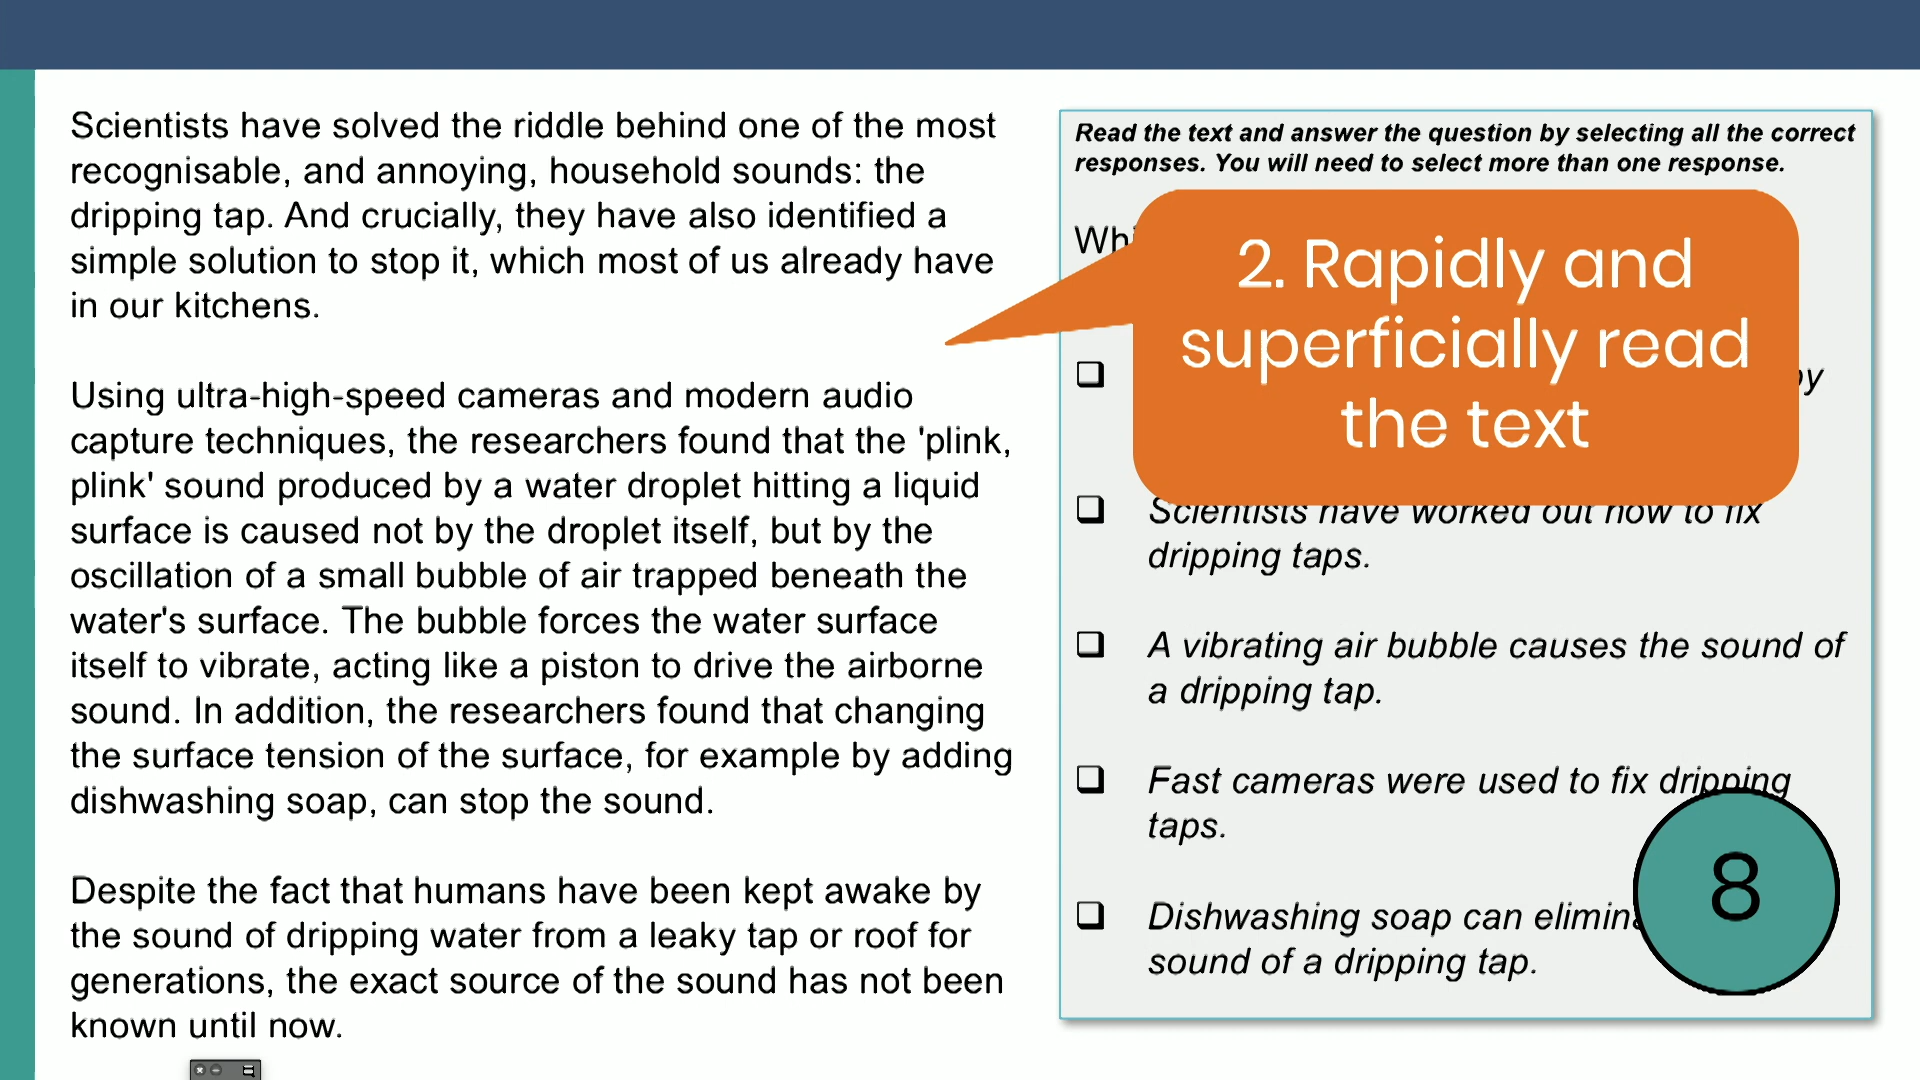 Scientists have solved the riddle behind one of the most
recognisable, and annoying, household sounds: the
dripping tap. And crucially, they have also identified a
simple solution to stop it, which most of us already have
in our kitchens.
Using ultra-high-speed cameras and modern audio
capture techniques, the researchers found that the 'plink,
plink' sound produced by a water droplet hitting a liquid
surface is caused not by the droplet itself, but by the
oscillation of a small bubble of air trapped beneath the
water's surface. The bubble forces the water surface
itself to vibrate, acting like a piston to drive the airborne
sound. In addition, the researchers found that changing
the surface tension of the surface, for example by adding
dishwashing soap, can stop the sound.
Despite the fact that humans have been kept awake by
the sound of dripping water from a leaky tap or roof for
generations, the exact source of the sound has not been
known until now.
Read the text and answer the question by selecting all the correct
responses. You will need to select more than one response.
2. Rapidly and
superficially read
the text
by
Scientists have worked out how to fix
dripping taps.
A vibrating air bubble causes the sound of
a dripping tap.
Fast cameras were used to fix dripping
taps.
Dishwashing soap can
sound of a dripping tap.
8